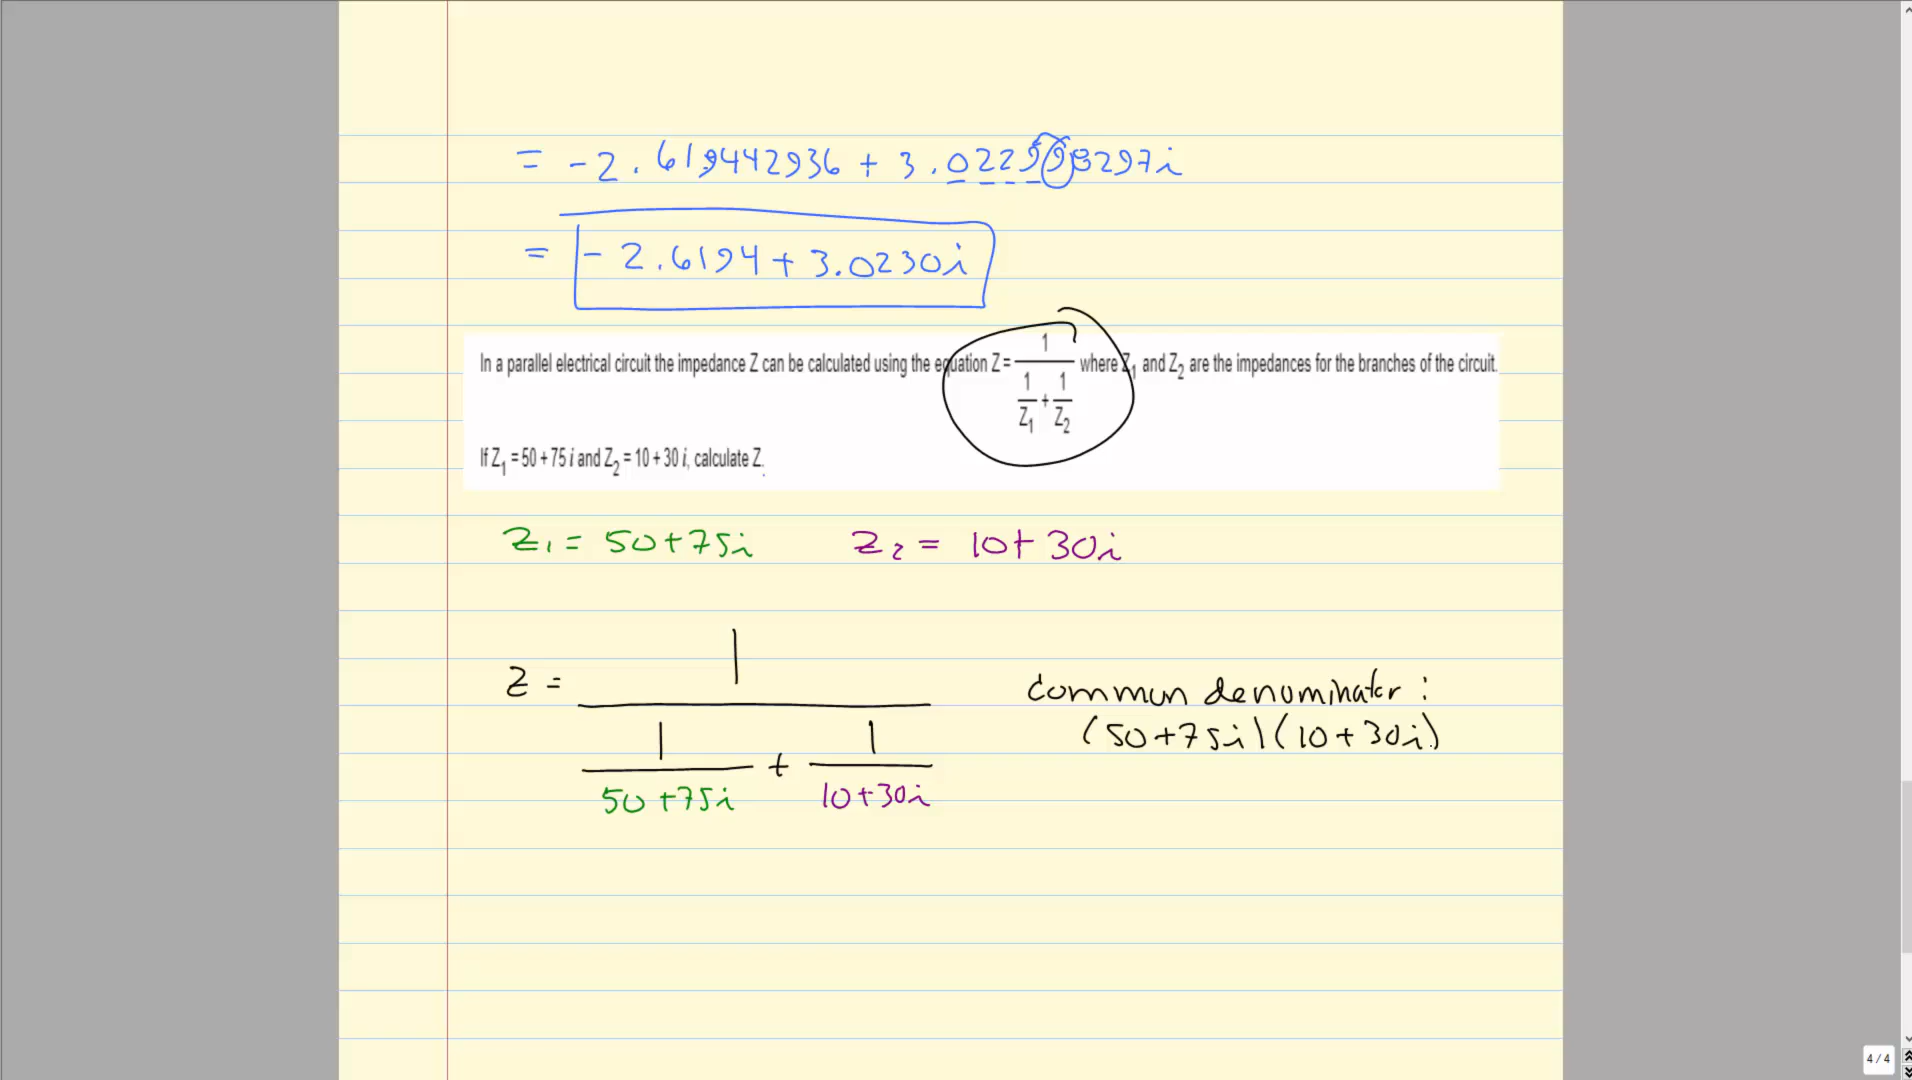 = -2.619442936 + 3.022998297i
= -2.6194 + 3.0230i
In a parallel electrical circuit the impedance Z can be calculated using the equation Z = 1/(1/Z₁ + 1/Z₂) where Z₁ and Z₂ are the impedances for the branches of the circuit.
If Z₁ = 50 + 75 i and Z₂ = 10 + 30 i, calculate Z.
Z₁ = 50+75i Z₂ = 10+30i
Z = 1/(1/(50+75i) + 1/(10+30i))
common denominator:
(50+75i)(10+30i)
4 / 4